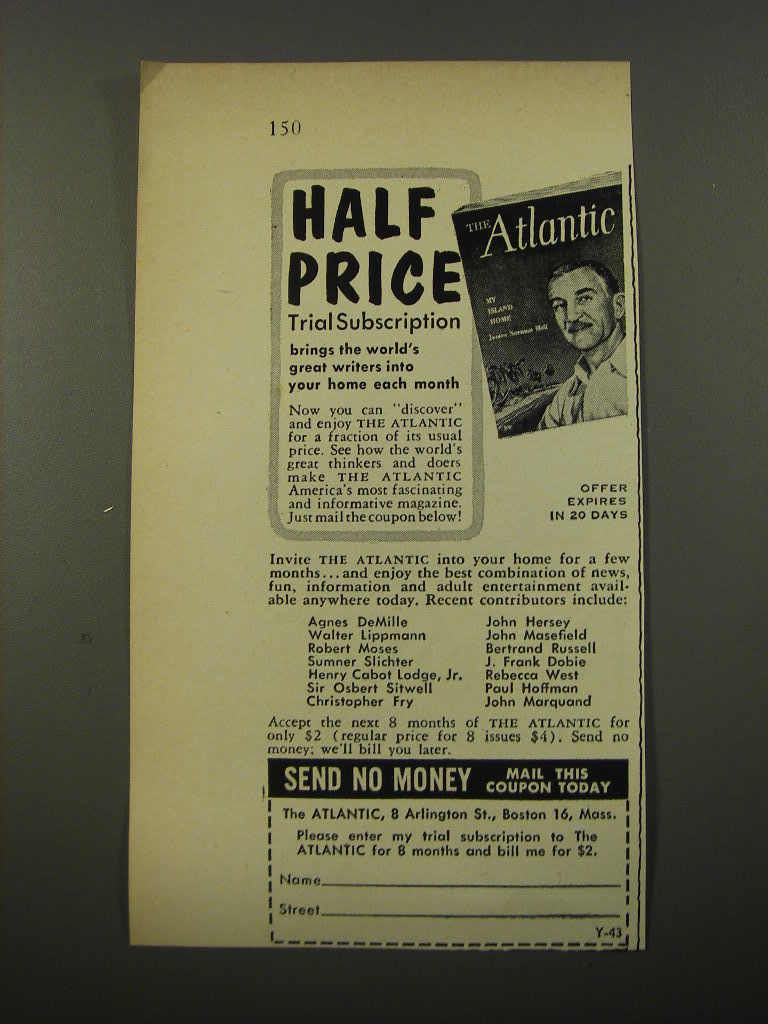 150
HALF
PRICE
Trial Subscription
brings the world's
great writers into
your home each month
Now you can "discover"
and enjoy THE ATLANTIC
for a fraction of its usual
price. See how the world's
great thinkers and doers
make THE ATLANTIC
America's most fascinating
and informative magazine.
Just mail the coupon below!
THE Atlantic
MY
ISLAND
HOME
James Norman Hall
OFFER
EXPIRES
IN 20 DAYS
Invite THE ATLANTIC into your home for a few
months...and enjoy the best combination of news,
fun, information and adult entertainment avail-
able anywhere today. Recent contributors include:
Agnes DeMille
Walter Lippmann
Robert Moses
Sumner Slichter
Henry Cabot Lodge, Jr.
Sir Osbert Sitwell
Christopher Fry
John Hersey
John Masefield
Bertrand Russell
J. Frank Dobie
Rebecca West
Paul Hoffman
John Marquand
Accept the next 8 months of THE ATLANTIC for
only $2 (regular price for 8 issues $4). Send no
money; we'll bill you later.
SEND NO MONEY
MAIL THIS
COUPON TODAY
The ATLANTIC, 8 Arlington St., Boston 16, Mass.
Please enter my trial subscription to The
ATLANTIC for 8 months and bill me for $2.
Name
Street
Y-43